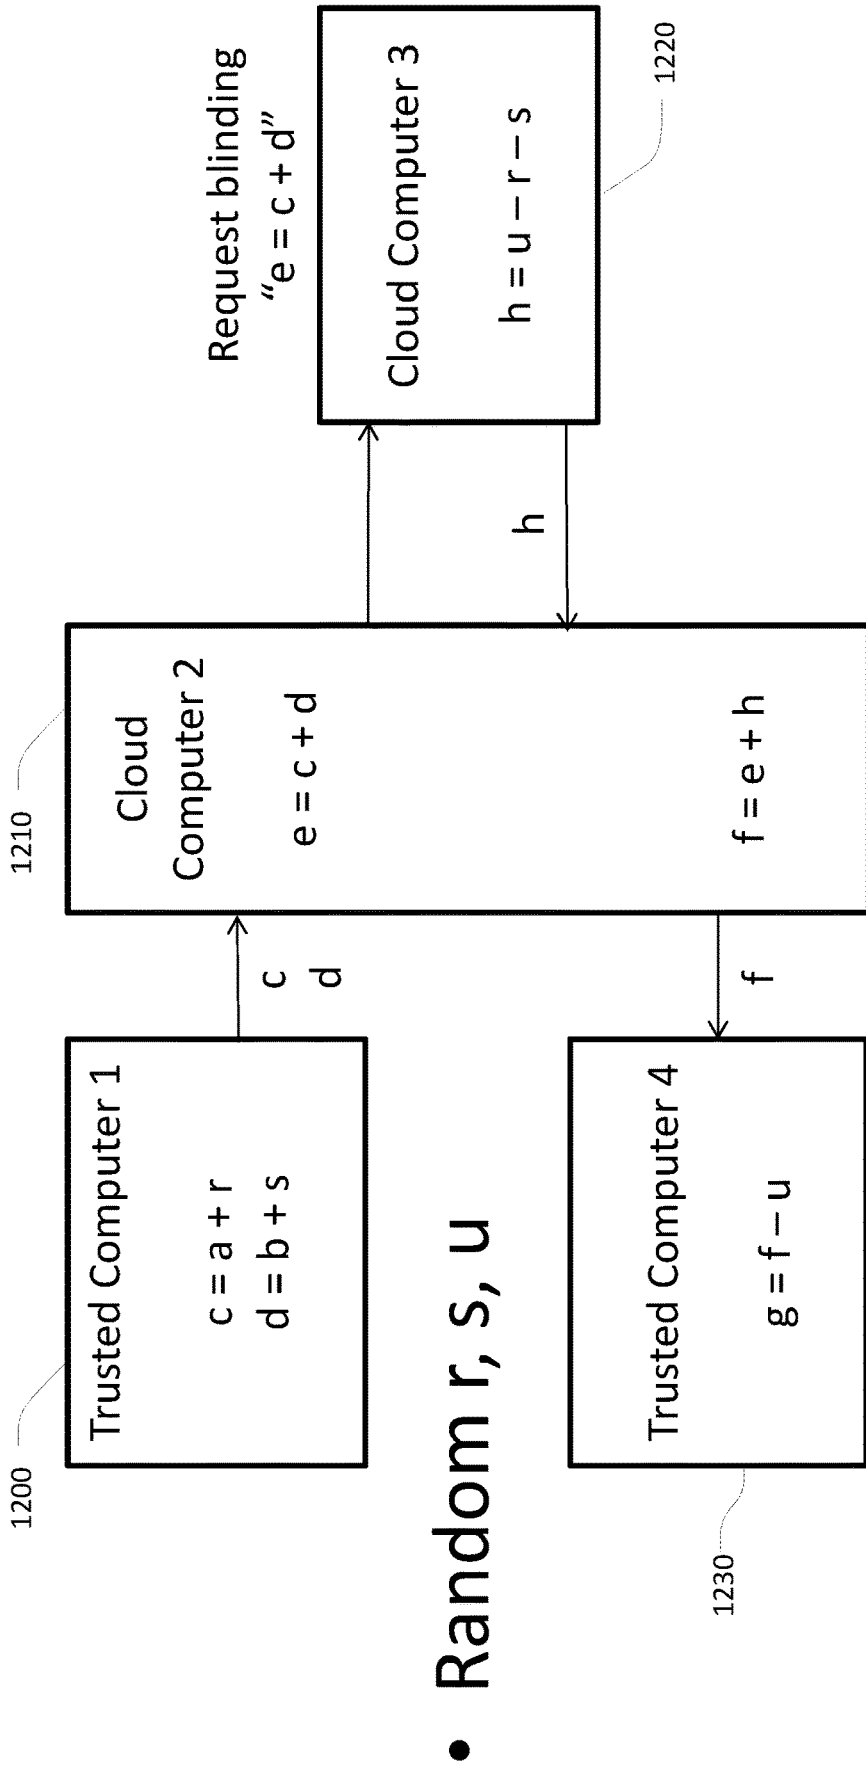 1200
Trusted Computer 1
c = a + r
d = b + s
c
d
1210
Cloud
Computer 2
e = c + d
f = e + h
Request blinding
“e = c + d”
Cloud Computer 3
h = u – r – s
1220
h
• Random r, s, u
f
Trusted Computer 4
g = f – u
1230